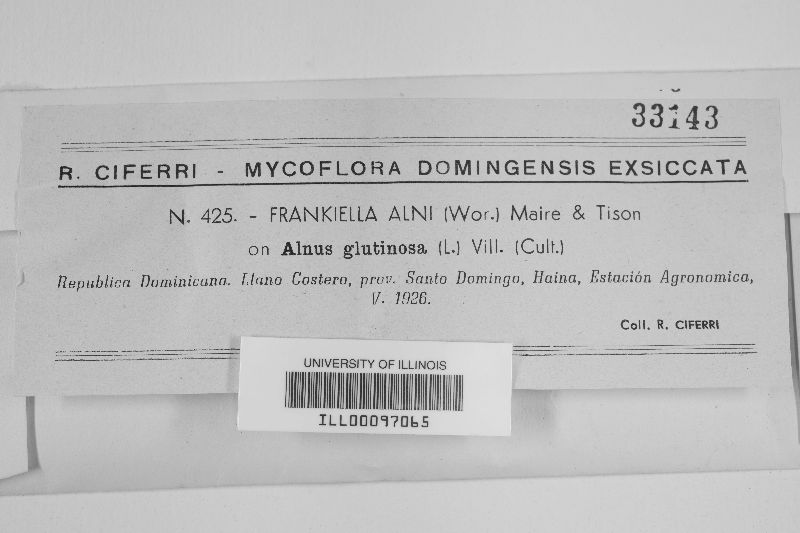 33143
R. CIFERRI - MYCOFLORA DOMINGENSIS EXSICCATA
N. 425. - FRANKIELLA ALNI (Wor.) Maire & Tison
on Alnus glutinosa (L.) Vill. (Cult.)
Republica Dominicana. Llano Costero, prov. Santo Domingo, Haina, Estación Agronomica,
V. 1926.
Coll. R. CIFERRI
UNIVERSITY OF ILLINOIS
ILL00097065